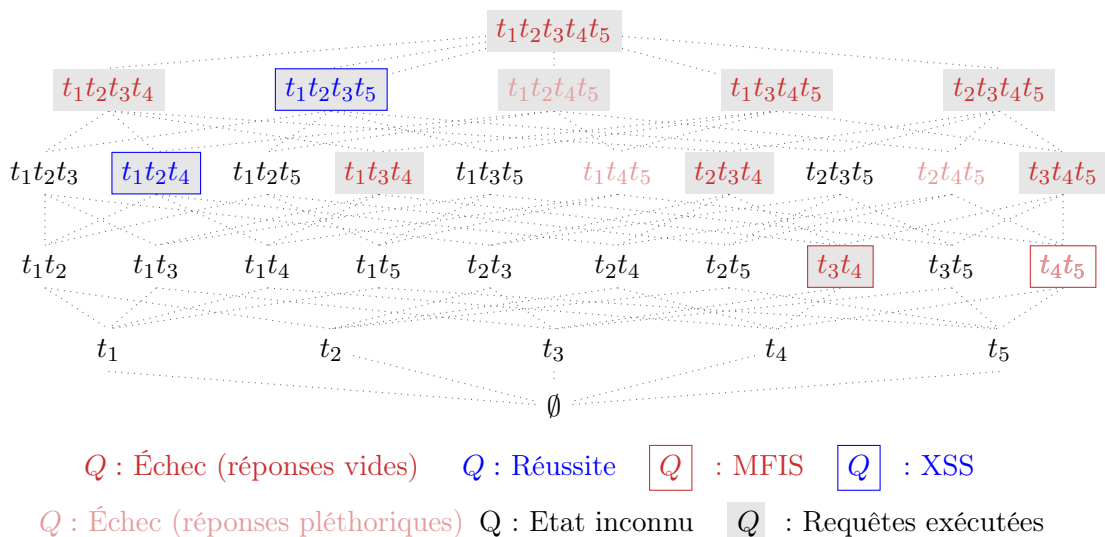 t₁t₂t₃t₄t₅
t₁t₂t₃t₄ t₁t₂t₃t₅ t₁t₂t₄t₅ t₁t₃t₄t₅ t₂t₃t₄t₅
t₁t₂t₃ t₁t₂t₄ t₁t₂t₅ t₁t₃t₄ t₁t₃t₅ t₁t₄t₅ t₂t₃t₄ t₂t₃t₅ t₂t₄t₅ t₃t₄t₅
t₁t₂ t₁t₃ t₁t₄ t₁t₅ t₂t₃ t₂t₄ t₂t₅ t₃t₄ t₃t₅ t₄t₅
t₁ t₂ t₃ t₄ t₅
∅
Q : Échec (réponses vides) Q : Réussite Q : MFIS Q : XSS
Q : Échec (réponses pléthoriques) Q : Etat inconnu Q : Requêtes exécutées